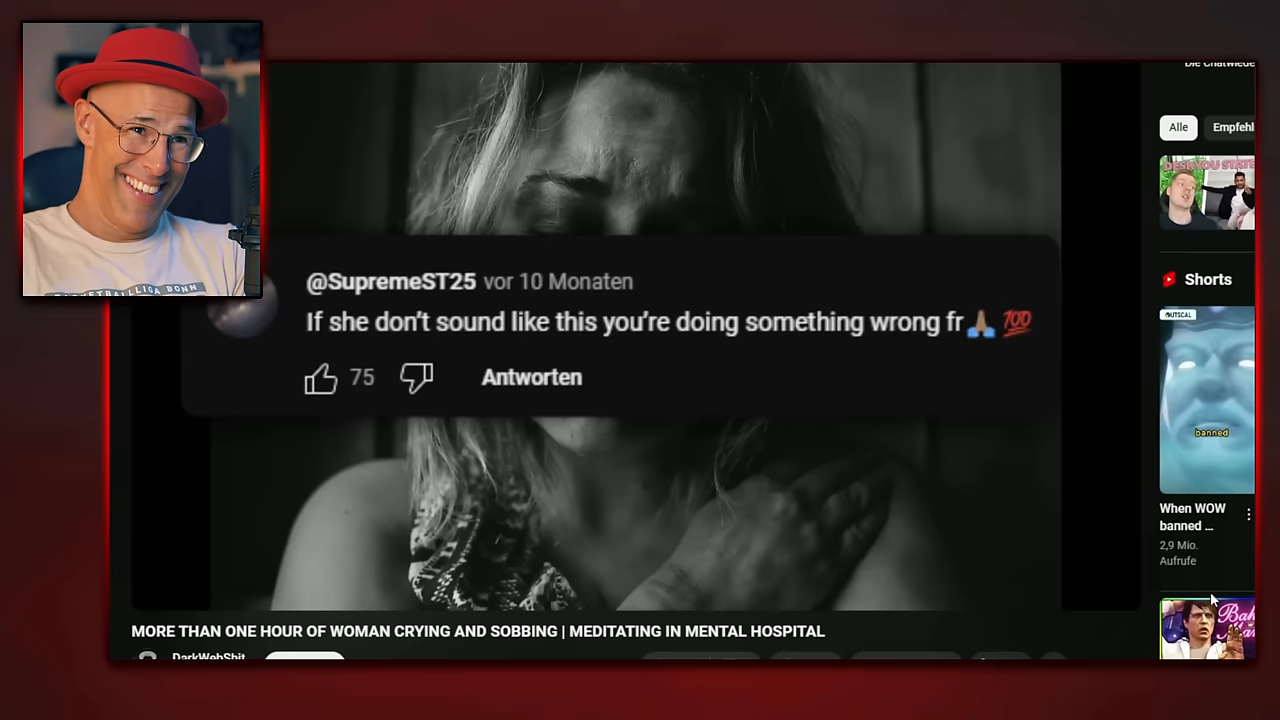 Alle
@SupremeST25 vor 10 Monaten
If she don't sound like this you're doing something wrong fr🙏🏽 💯
75
Antworten
Shorts
banned
When WOW
banned ...
2,9 Mio.
Aufrufe
MORE THAN ONE HOUR OF WOMAN CRYING AND SOBBING | MEDITATING IN MENTAL HOSPITAL
DarkWebShit